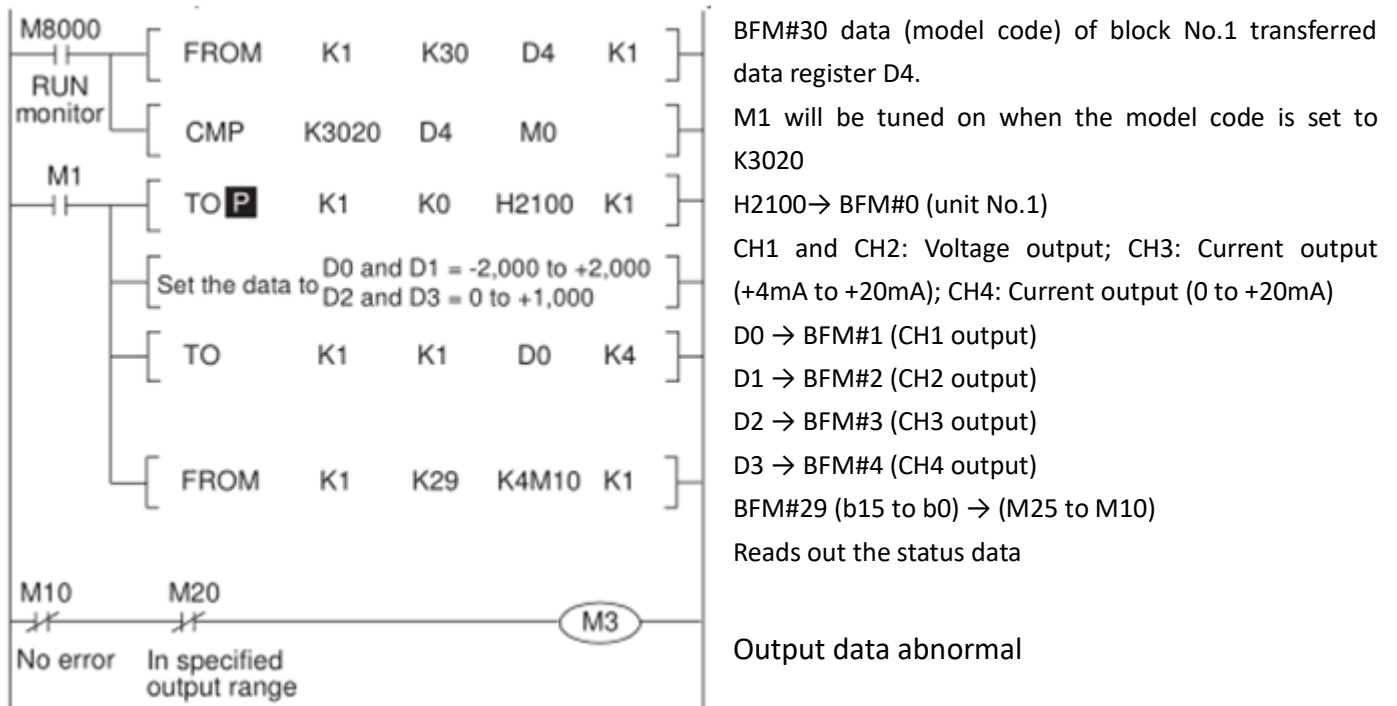 M8000
FROM K1 K30 D4 K1
RUN
monitor
CMP K3020 D4 M0
M1
TO P K1 K0 H2100 K1
Set the data to D0 and D1 = -2,000 to +2,000
D2 and D3 = 0 to +1,000
TO K1 K1 D0 K4
FROM K1 K29 K4M10 K1
M10 M20
M3
No error In specified
output range
BFM#30 data (model code) of block No.1 transferred
data register D4.
M1 will be tuned on when the model code is set to
K3020
H2100→ BFM#0 (unit No.1)
CH1 and CH2: Voltage output; CH3: Current output
(+4mA to +20mA); CH4: Current output (0 to +20mA)
D0 → BFM#1 (CH1 output)
D1 → BFM#2 (CH2 output)
D2 → BFM#3 (CH3 output)
D3 → BFM#4 (CH4 output)
BFM#29 (b15 to b0) → (M25 to M10)
Reads out the status data
Output data abnormal